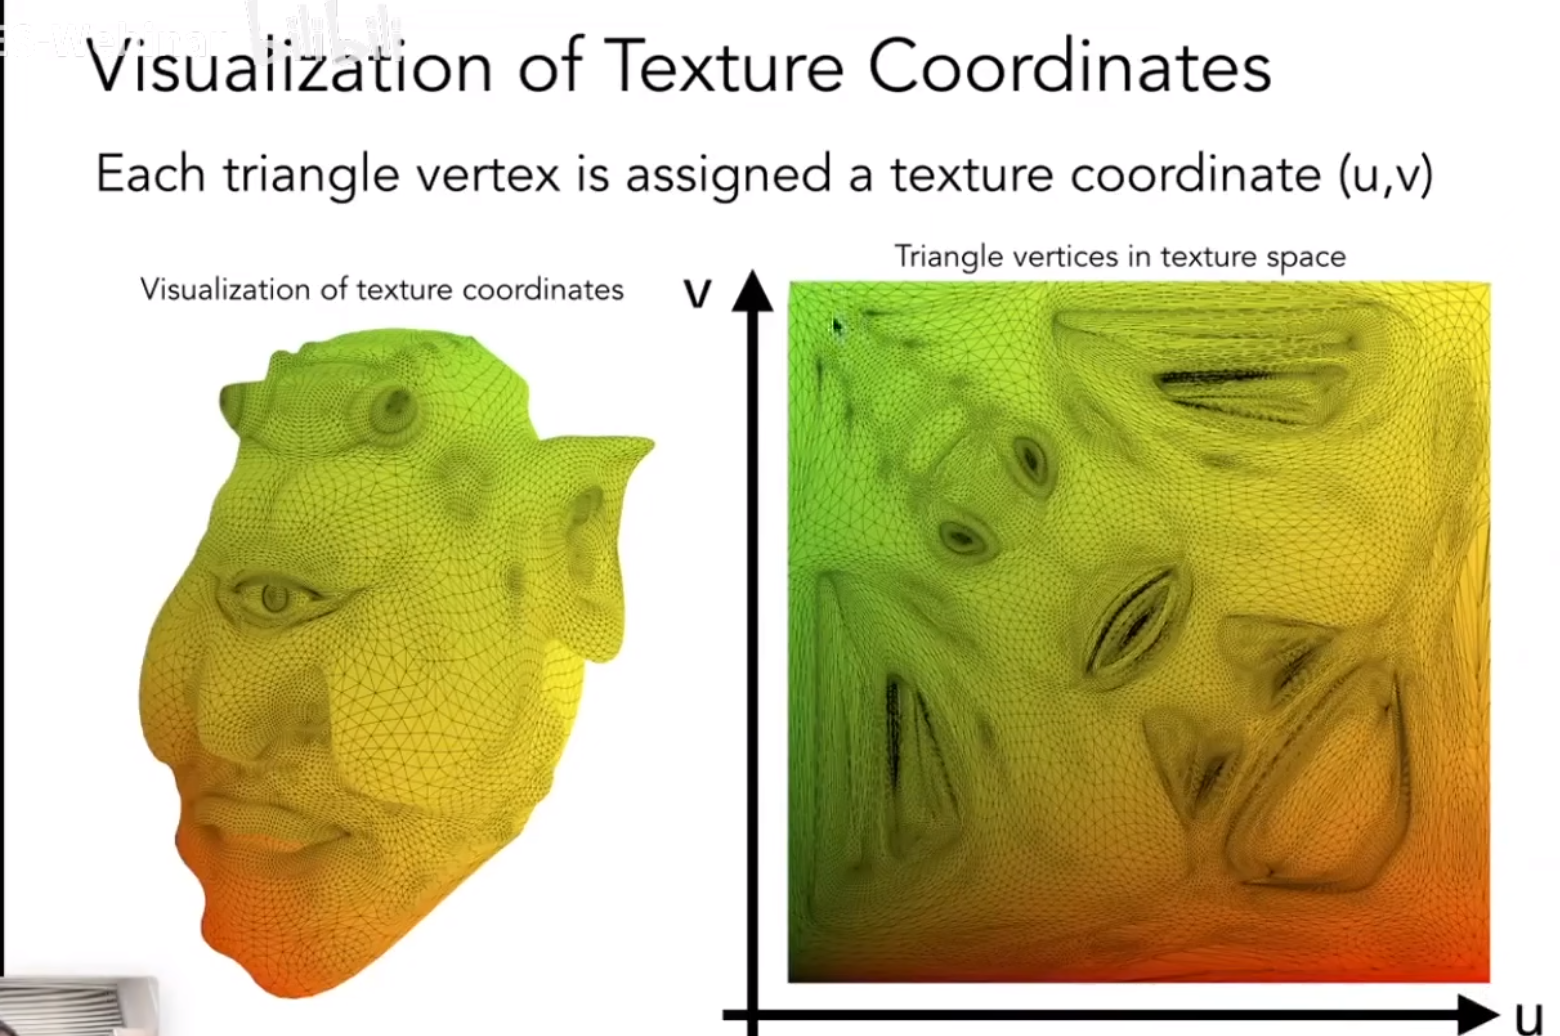 Visualization of Texture Coordinates
Each triangle vertex is assigned a texture coordinate (u,v)
Visualization of texture coordinates
Triangle vertices in texture space
v
u
bilibili